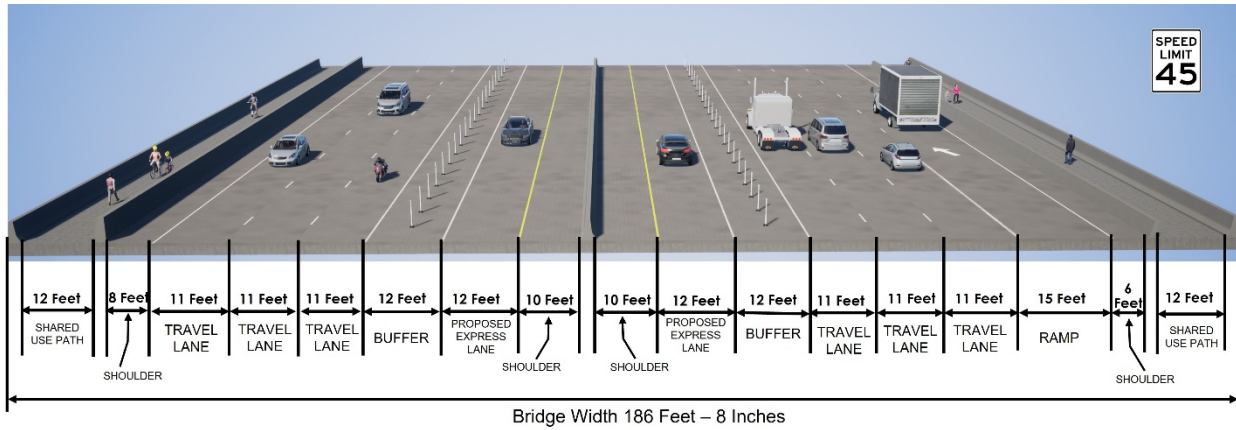 SPEED
LIMIT
45
12 Feet
8 Feet
11 Feet
11 Feet
11 Feet
12 Feet
12 Feet
10 Feet
10 Feet
12 Feet
12 Feet
11 Feet
11 Feet
11 Feet
15 Feet
6
Feet
12 Feet
SHARED
USE PATH
SHOULDER
TRAVEL
LANE
TRAVEL
LANE
TRAVEL
LANE
BUFFER
PROPOSED
EXPRESS
LANE
SHOULDER
SHOULDER
PROPOSED
EXPRESS
LANE
BUFFER
TRAVEL
LANE
TRAVEL
LANE
TRAVEL
LANE
RAMP
SHOULDER
SHARED
USE PATH
Bridge Width 186 Feet – 8 Inches